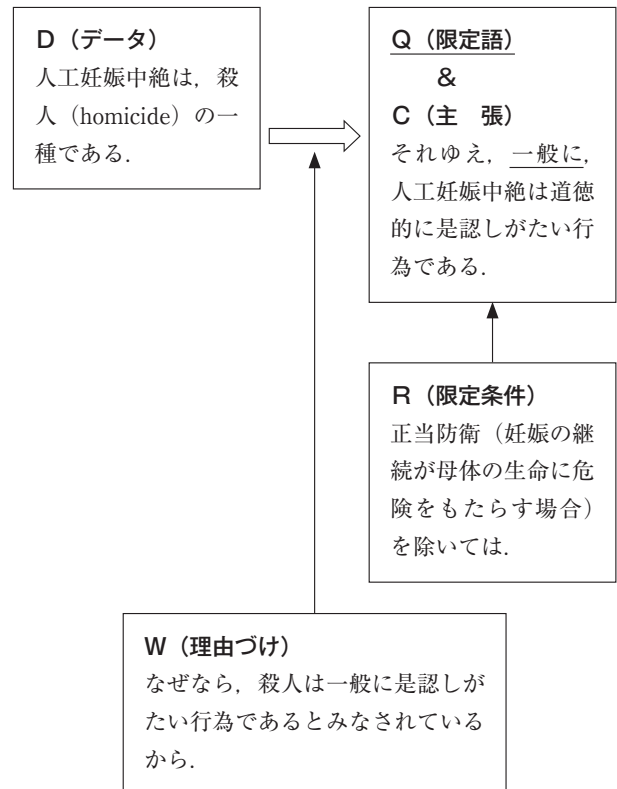 D（データ）
人工妊娠中絶は，殺
人（homicide）の一
種である．
Q（限定語）
&
C（主　張）
それゆえ，一般に，
人工妊娠中絶は道徳
的に是認しがたい行
為である．
R（限定条件）
正当防衛（妊娠の継
続が母体の生命に危
険をもたらす場合）
を除いては．
W（理由づけ）
なぜなら，殺人は一般に是認しが
たい行為であるとみなされている
から．